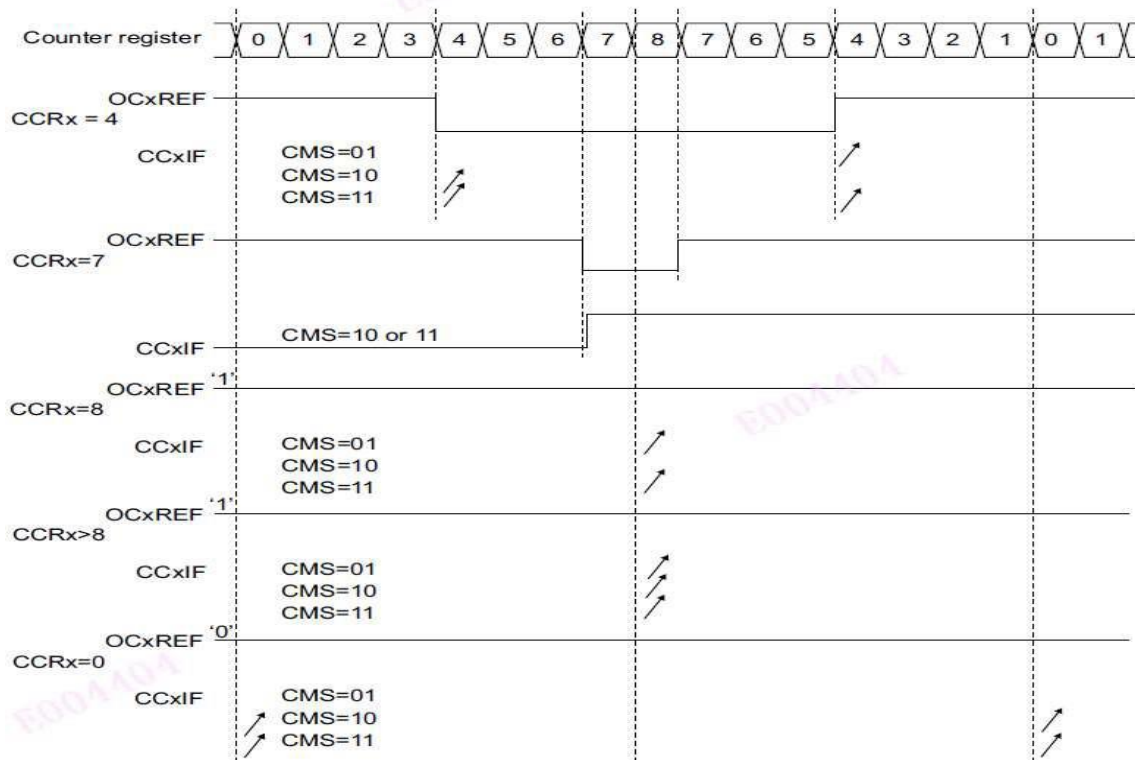 Counter register 0 1 2 3 4 5 6 7 8 7 6 5 4 3 2 1 0 1
OCxREF
CCRx = 4
CCxIF CMS=01
CMS=10
CMS=11
OCxREF
CCRx=7
CMS=10 or 11
CCxIF
OCxREF '1'
CCRx=8
CCxIF CMS=01
CMS=10
CMS=11
OCxREF '1'
CCRx>8
CCxIF CMS=01
CMS=10
CMS=11
OCxREF '0'
CCRx=0
CCxIF CMS=01
CMS=10
CMS=11
E004404
E004404